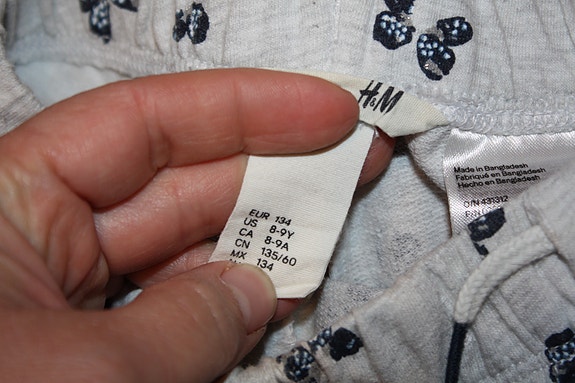 H&M
EUR 134
US 8-9Y
CA 8-9A
CN 135/60
MX 134
Made in Bangladesh
Fabriqué en Bangladesh
Hecho en Bangladesh
O/N 431312
P/N